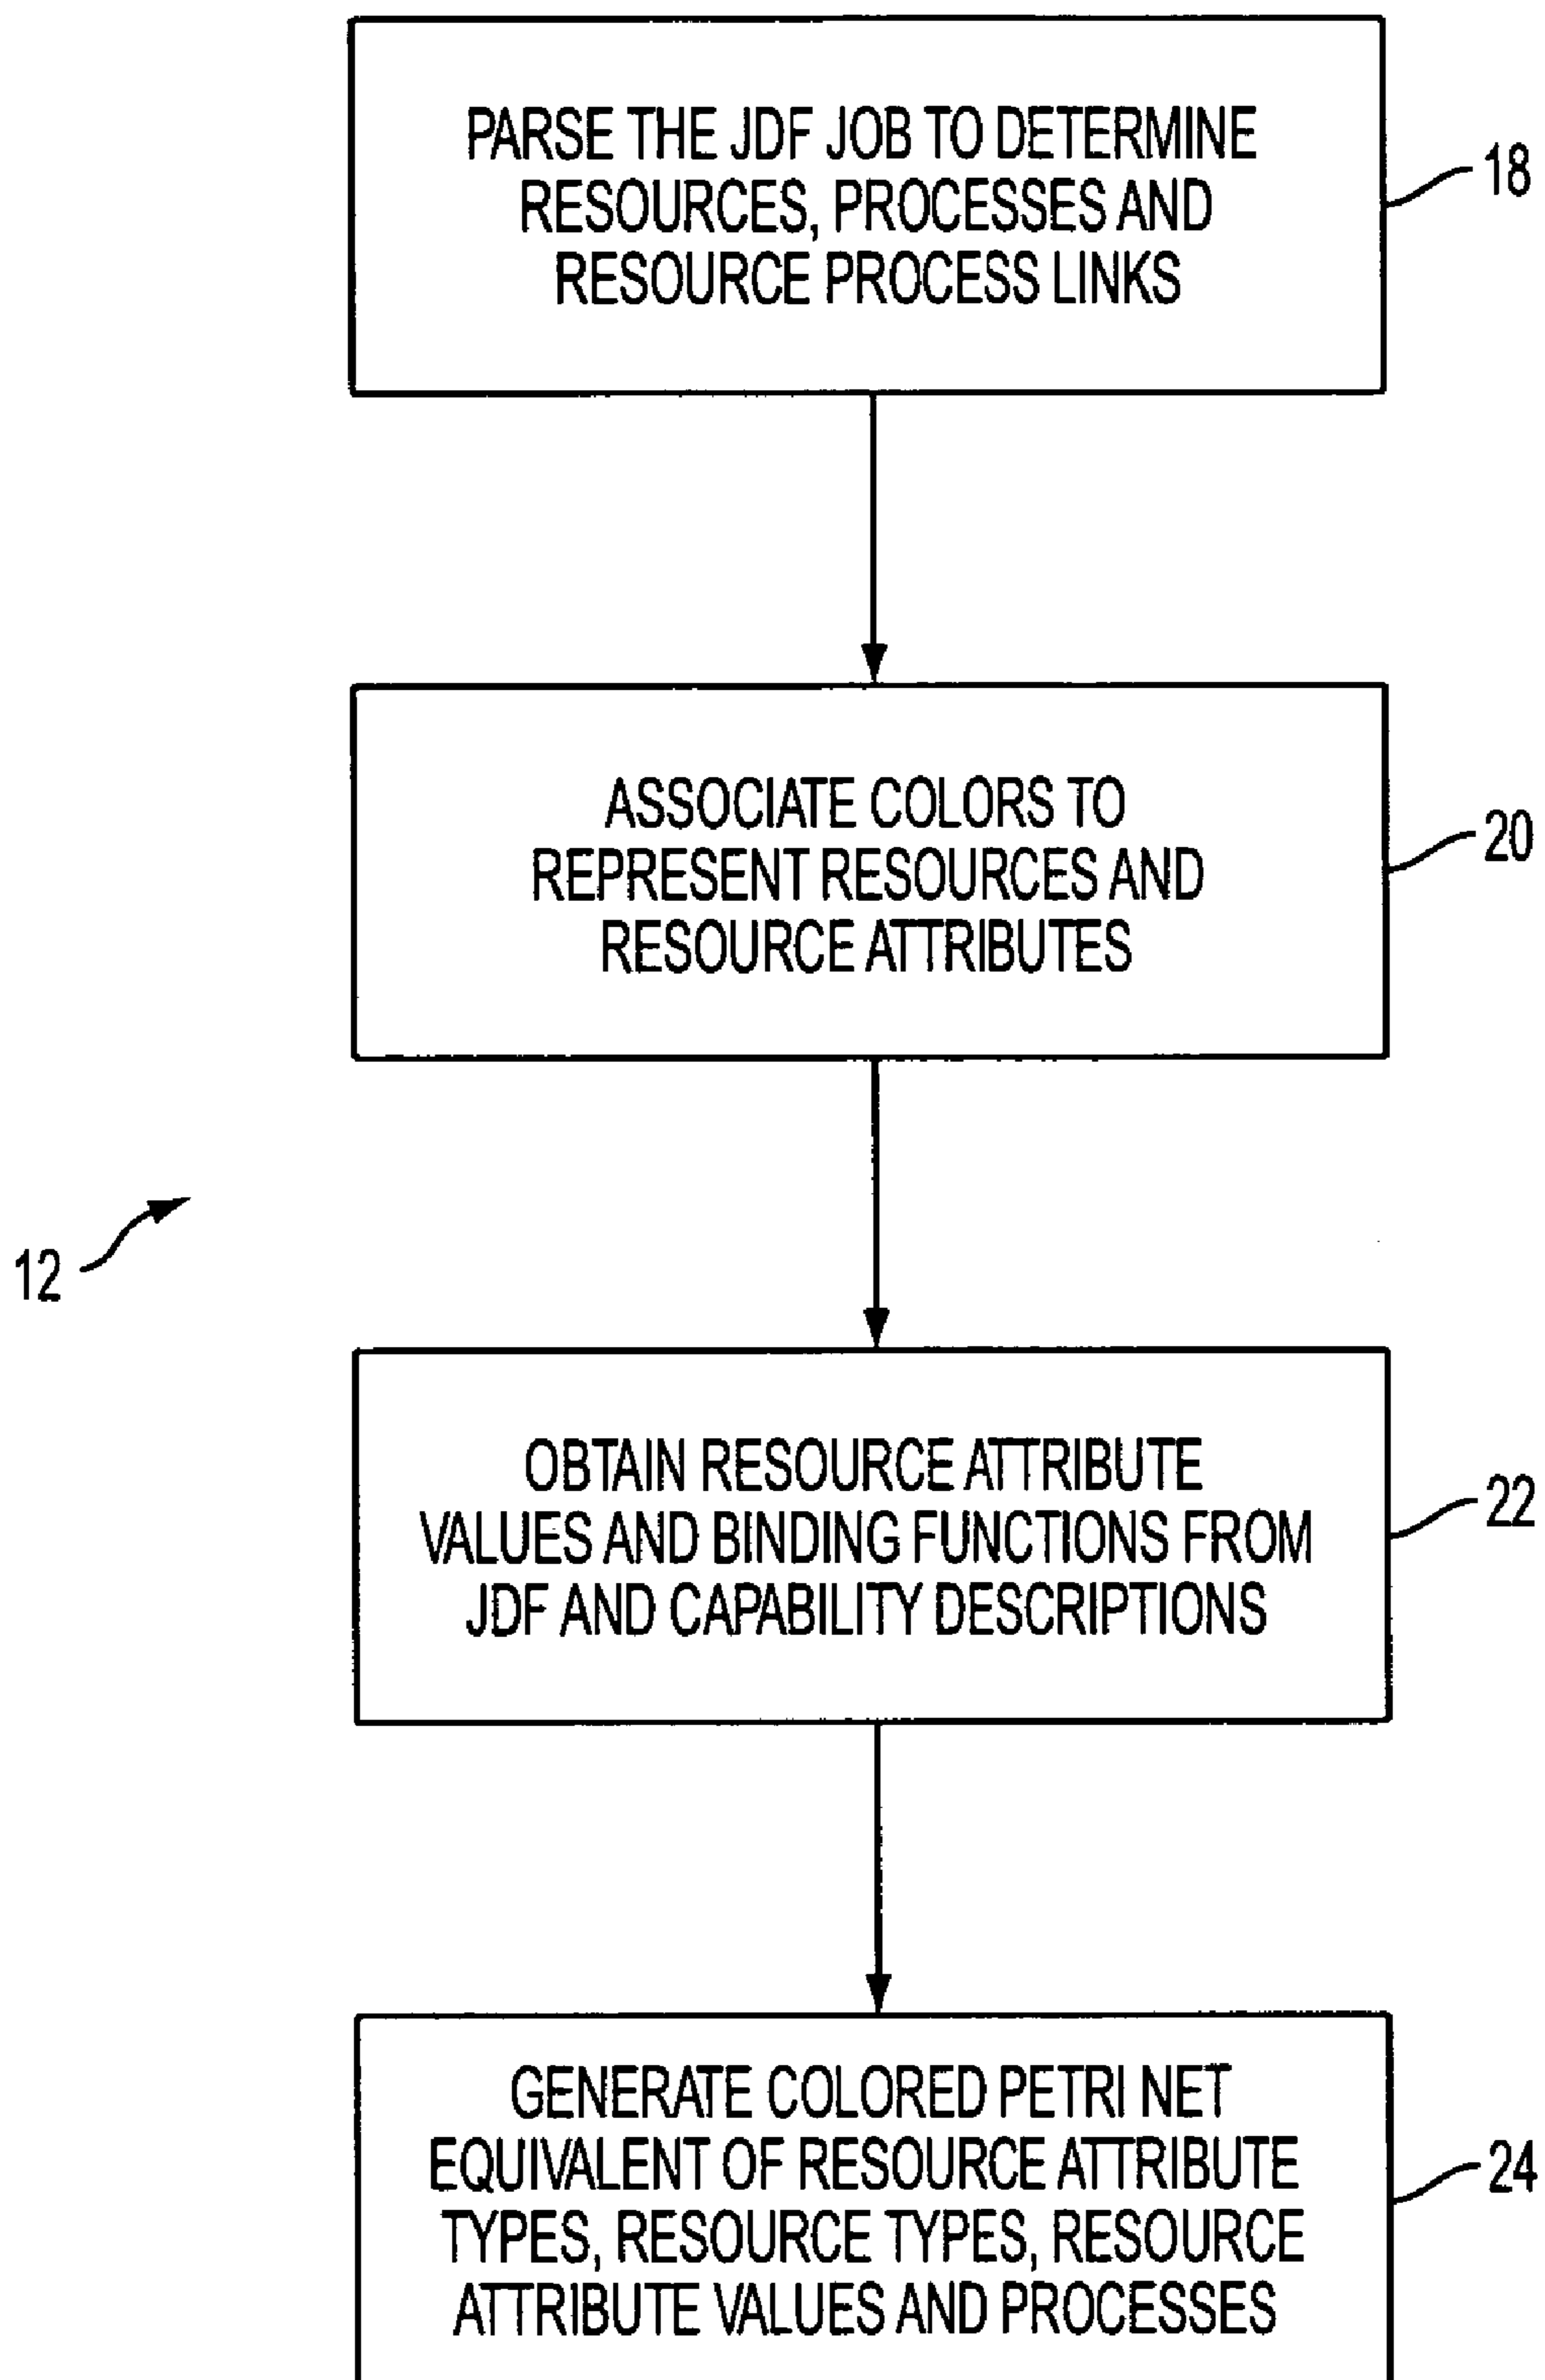 PARSE THE JDF JOB TO DETERMINE
RESOURCES, PROCESSES AND
RESOURCE PROCESS LINKS
18
ASSOCIATE COLORS TO
REPRESENT RESOURCES AND
RESOURCE ATTRIBUTES
20
12
OBTAIN RESOURCE ATTRIBUTE
VALUES AND BINDING FUNCTIONS FROM
JDF AND CAPABILITY DESCRIPTIONS
22
GENERATE COLORED PETRI NET
EQUIVALENT OF RESOURCE ATTRIBUTE
TYPES, RESOURCE TYPES, RESOURCE
ATTRIBUTE VALUES AND PROCESSES
24